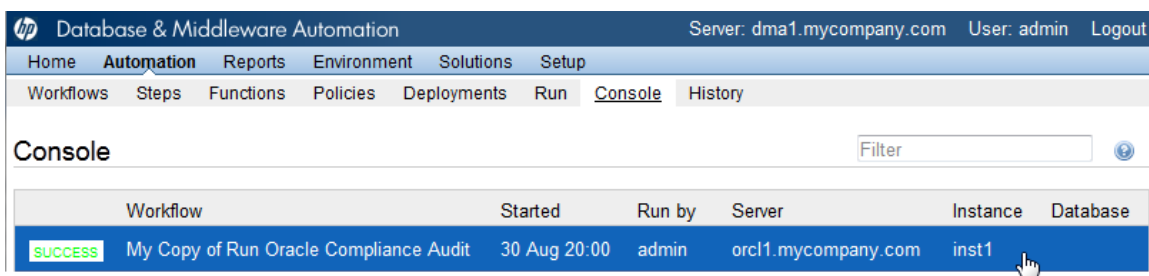 hp Database & Middleware Automation Server: dma1.mycompany.com User: admin Logout
Home Automation Reports Environment Solutions Setup
Workflows Steps Functions Policies Deployments Run Console History
Console Filter ?
Workflow Started Run by Server Instance Database
SUCCESS My Copy of Run Oracle Compliance Audit 30 Aug 20:00 admin orcl1.mycompany.com inst1